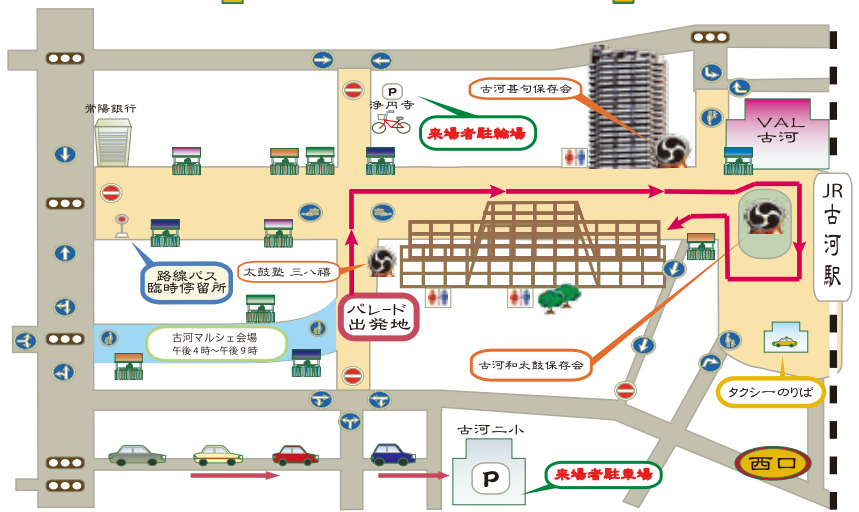 常陽銀行
P
浄円寺
来場者駐輪場
古河甚句保存会
VAL
古河
JR
古河駅
路線バス
臨時停留所
太鼓塾 三八禧
パレード
出発地
古河マルシェ会場
午後4時～午後9時
古河和太鼓保存会
タクシーのりば
古河二小
P
来場者駐車場
西口